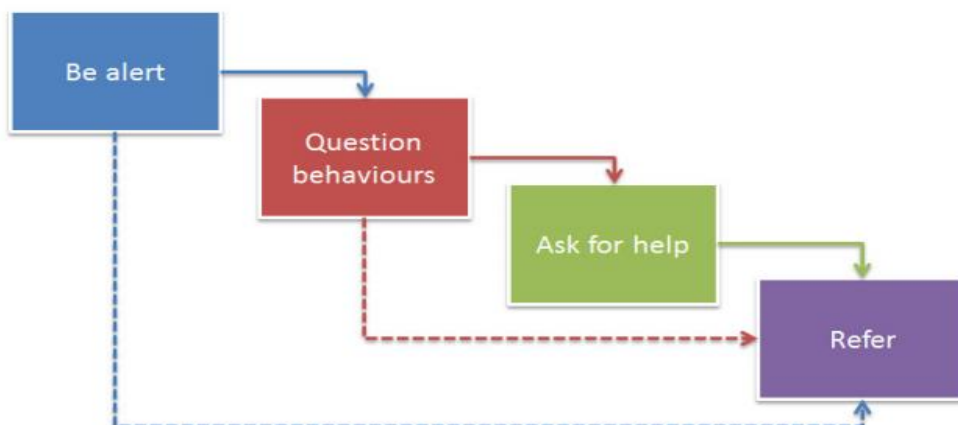 Be alert
Question
behaviours
Ask for help
Refer